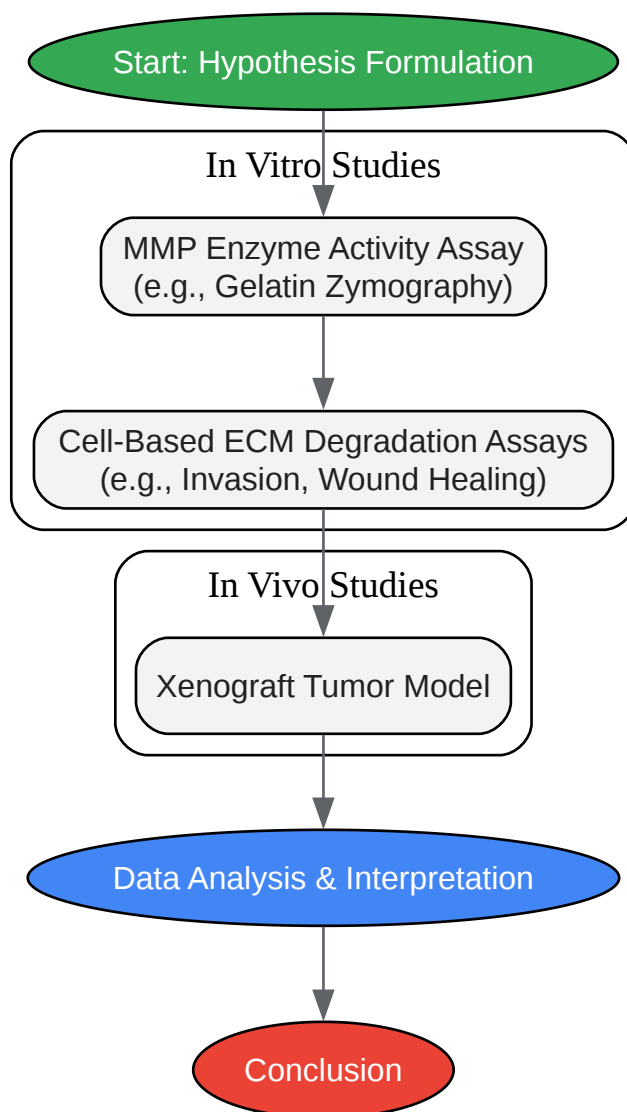 Start: Hypothesis Formulation
In Vitro Studies
MMP Enzyme Activity Assay
(e.g., Gelatin Zymography)
Cell-Based ECM Degradation Assays
(e.g., Invasion, Wound Healing)
In Vivo Studies
Xenograft Tumor Model
Data Analysis & Interpretation
Conclusion